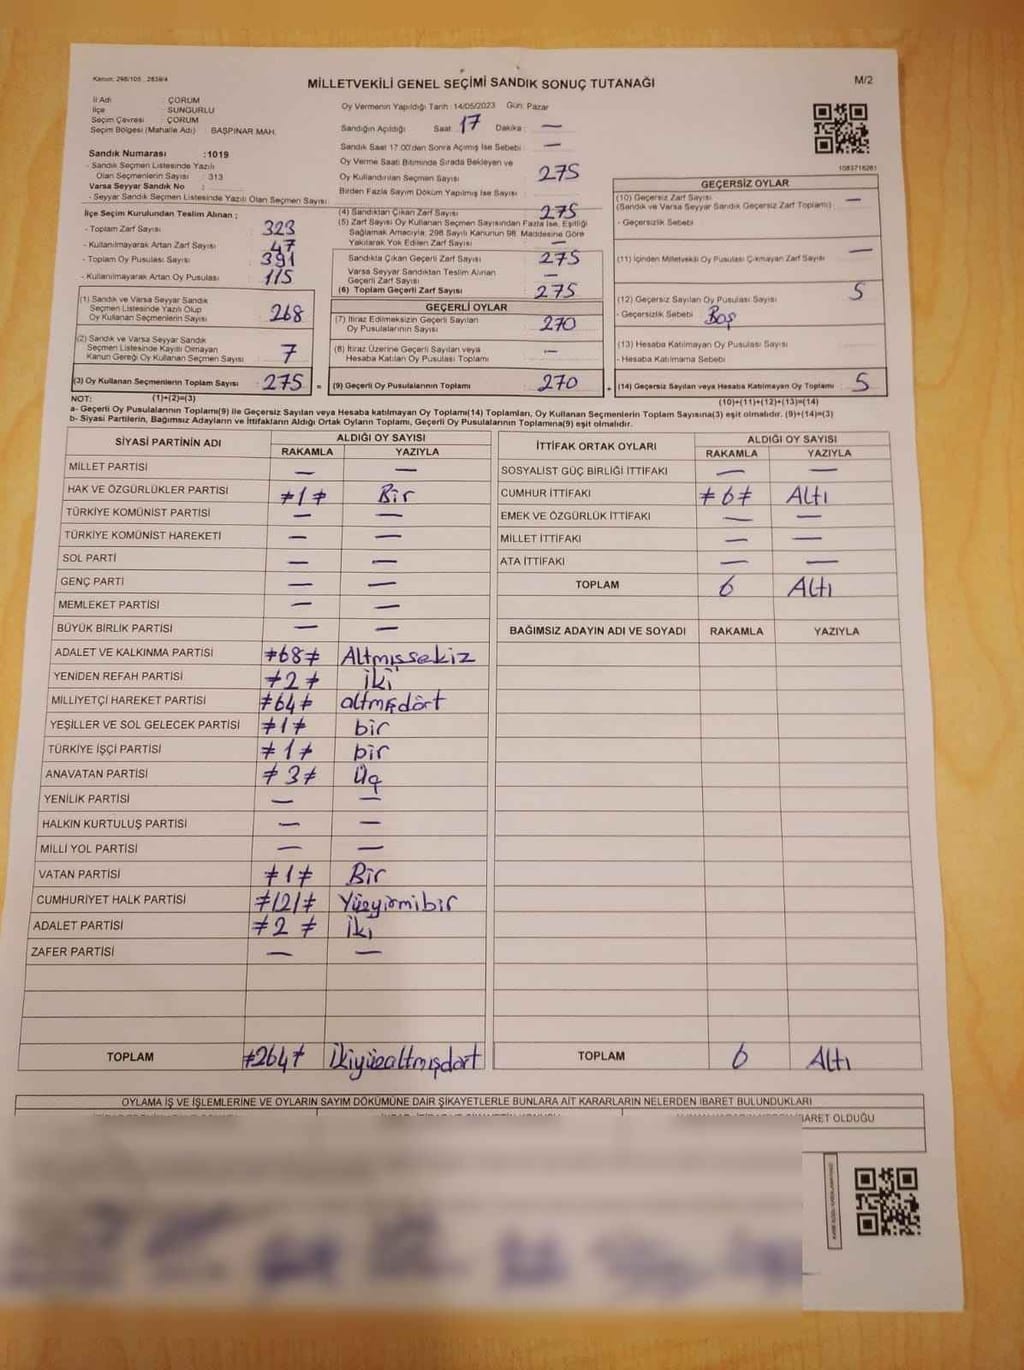 Kanun: 298/105 , 2839/4
MİLLETVEKİLİ GENEL SEÇİMİ SANDIK SONUÇ TUTANAĞI
M/2
İl Adı : ÇORUM
İlçe : SUNGURLU
Seçim Çevresi : ÇORUM
Seçim Bölgesi (Mahalle Adı) : BAŞPINAR MAH.
Sandık Numarası :1019
- Sandık Seçmen Listesinde Yazılı
Olan Seçmenlerin Sayısı : 313
Varsa Seyyar Sandık No :
- Seyyar Sandık Seçmen Listesinde Yazılı Olan Seçmen Sayısı :
Oy Vermenin Yapıldığı Tarih :14/05/2023 Gün: Pazar
Sandığın Açıldığı Saat : 17 Dakika : —
Sandık Saat 17:00'den Sonra Açımış İse Sebebi —
Oy Verme Saati Bitiminde Sırada Bekleyen ve
Oy Kullandırılan Seçmen Sayısı 275
Birden Fazla Sayım Döküm Yapılmış İse Sayısı
1083716261
İlçe Seçim Kurulundan Teslim Alınan ;
- Toplam Zarf Sayısı 323
- Kullanılmayarak Artan Zarf Sayısı 47
- Toplam Oy Pusulası Sayısı 391
- Kullanılmayarak Artan Oy Pusulası 115
(1) Sandık ve Varsa Seyyar Sandık
Seçmen Listesinde Yazılı Olup
Oy Kullanan Seçmenlerin Sayısı 268
(2) Sandık ve Varsa Seyyar Sandık
Seçmen Listesinde Kayıtlı Olmayan
Kanun Gereği Oy Kullanan Seçmen Sayısı 7
(3) Oy Kullanan Seçmenlerin Toplam Sayısı 275 =
(4) Sandıktan Çıkan Zarf Sayısı 275
(5) Zarf Sayısı Oy Kullanan Seçmen Sayısından Fazla İse, Eşitliği
Sağlamak Amacıyla, 298 Sayılı Kanunun 98. Maddesine Göre
Yakılarak Yok Edilen Zarf Sayısı —
Sandıkla Çıkan Geçerli Zarf Sayısı 275
Varsa Seyyar Sandıktan Teslim Alınan
Geçerli Zarf Sayısı —
(6) Toplam Geçerli Zarf Sayısı 275
GEÇERLİ OYLAR
(7) İtiraz Edilmeksizin Geçerli Sayılan
Oy Pusulalarının Sayısı 270
(8) İtiraz Üzerine Geçerli Sayılan veya
Hesaba Katılan Oy Pusulası Toplamı —
(9) Geçerli Oy Pusulalarının Toplamı 270 +
GEÇERSİZ OYLAR
(10) Geçersiz Zarf Sayısı
(Sandık ve Varsa Seyyar Sandık Geçersiz Zarf Toplamı) —
- Geçersizlik Sebebi
(11) İçinden Milletvekili Oy Pusulası Çıkmayan Zarf Sayısı —
(12) Geçersiz Sayılan Oy Pusulası Sayısı 5
- Geçersizlik Sebebi Boş
(13) Hesaba Katılmayan Oy Pusulası Sayısı
- Hesaba Katılmama Sebebi
(14) Geçersiz Sayılan veya Hesaba Katılmayan Oy Pusulası Toplamı 5
NOT: (1)+(2)=(3)
(10)+(11)+(12)+(13)=(14)
a- Geçerli Oy Pusulalarının Toplamı(9) ile Geçersiz Sayılan veya Hesaba katılmayan Oy Toplamı(14) Toplamları, Oy Kullanan Seçmenlerin Toplam Sayısına(3) eşit olmalıdır. (9)+(14)=(3)
b- Siyasi Partilerin, Bağımsız Adayların ve İttifakların Aldığı Oyların Toplamı, Geçerli Oy Pusulalarının Toplamına(9) eşit olmalıdır.
SİYASİ PARTİNİN ADI ALDIĞI OY SAYISI
RAKAMLA YAZIYLA
MİLLET PARTİSİ — —
HAK VE ÖZGÜRLÜKLER PARTİSİ ≠1≠ Bir
TÜRKİYE KOMÜNİST PARTİSİ — —
TÜRKİYE KOMÜNİST HAREKETİ — —
SOL PARTİ — —
GENÇ PARTİ — —
MEMLEKET PARTİSİ — —
BÜYÜK BİRLİK PARTİSİ — —
ADALET VE KALKINMA PARTİSİ ≠68≠ Altmışsekiz
YENİDEN REFAH PARTİSİ ≠2≠ İki
MİLLİYETÇİ HAREKET PARTİSİ ≠64≠ altmışdört
YEŞİLLER VE SOL GELECEK PARTİSİ ≠1≠ bir
TÜRKİYE İŞÇİ PARTİSİ ≠1≠ bir
ANAVATAN PARTİSİ ≠3≠ Üç
YENİLİK PARTİSİ — —
HALKIN KURTULUŞ PARTİSİ — —
MİLLİ YOL PARTİSİ — —
VATAN PARTİSİ ≠1≠ Bir
CUMHURİYET HALK PARTİSİ ≠121≠ Yüzyirmibir
ADALET PARTİSİ ≠2≠ İki
ZAFER PARTİSİ — —
TOPLAM ≠264≠ İkiyüzaltmışdört
İTTİFAK ORTAK OYLARI ALDIĞI OY SAYISI
RAKAMLA YAZIYLA
SOSYALİST GÜÇ BİRLİĞİ İTTİFAKI — —
CUMHUR İTTİFAKI ≠6≠ Altı
EMEK VE ÖZGÜRLÜK İTTİFAKI — —
MİLLET İTTİFAKI — —
ATA İTTİFAKI — —
TOPLAM 6 Altı
BAĞIMSIZ ADAYIN ADI VE SOYADI RAKAMLA YAZIYLA
TOPLAM 6 Altı
OYLAMA İŞ VE İŞLEMLERİNE VE OYLARIN SAYIM DÖKÜMÜNE DAİR ŞİKAYETLERLE BUNLARA AİT KARARLARIN NELERDEN İBARET BULUNDUKLARI
İBARET OLDUĞU